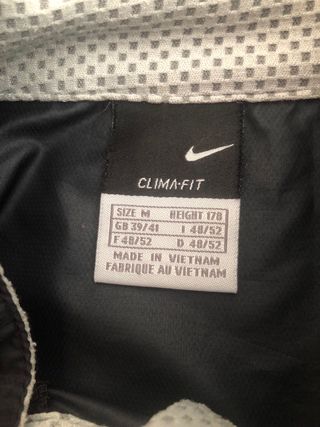 CLIMA·FIT
SIZE M HEIGHT 178
GB 39/41 I 48/52
F 48/52 D 48/52
MADE IN VIETNAM
FABRIQUE AU VIETNAM